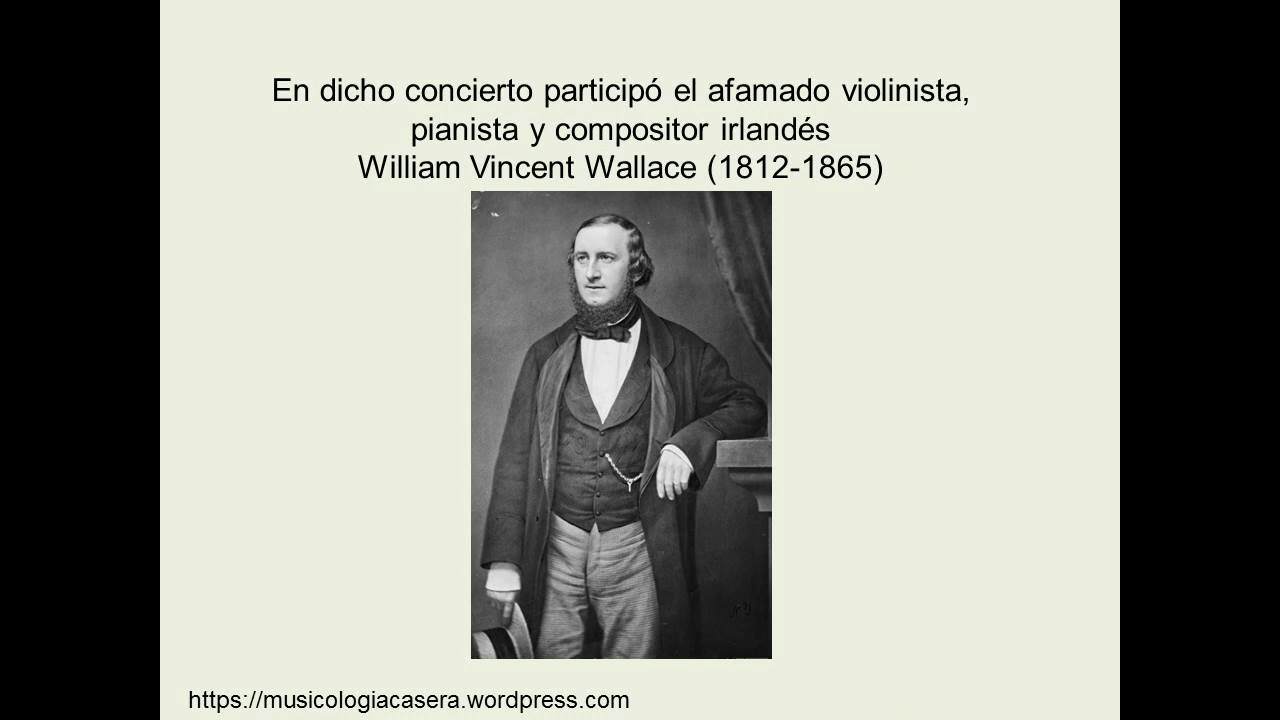 En dicho concierto participó el afamado violinista,
pianista y compositor irlandés
William Vincent Wallace (1812-1865)
https://musicologiacasera.wordpress.com